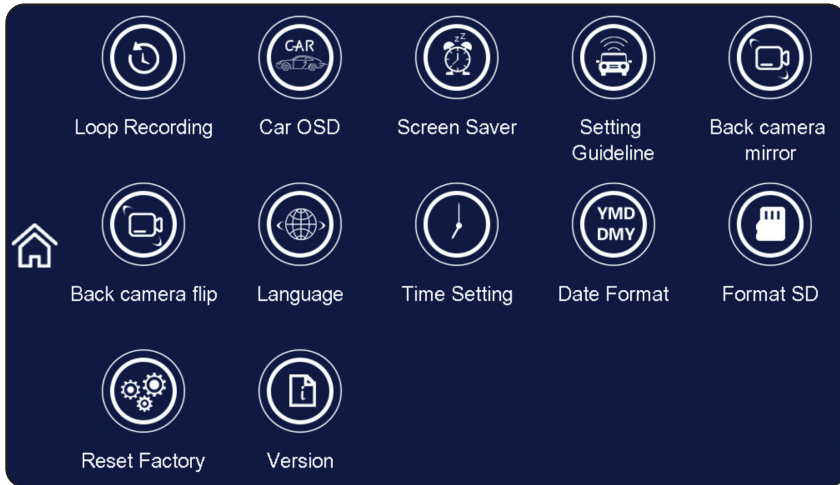 CAR
zZ
Loop Recording
Car OSD
Screen Saver
Setting
Guideline
Back camera
mirror
YMD
DMY
Back camera flip
Language
Time Setting
Date Format
Format SD
i
Reset Factory
Version